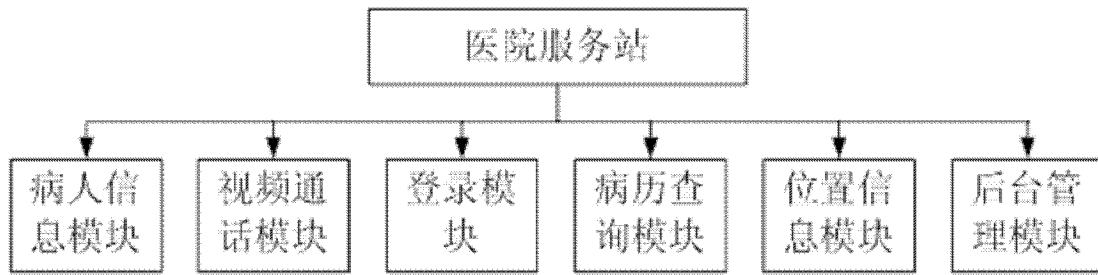 医院服务站
病人信
息模块
视频通
话模块
登录模
块
病历查
询模块
位置信
息模块
后台管
理模块